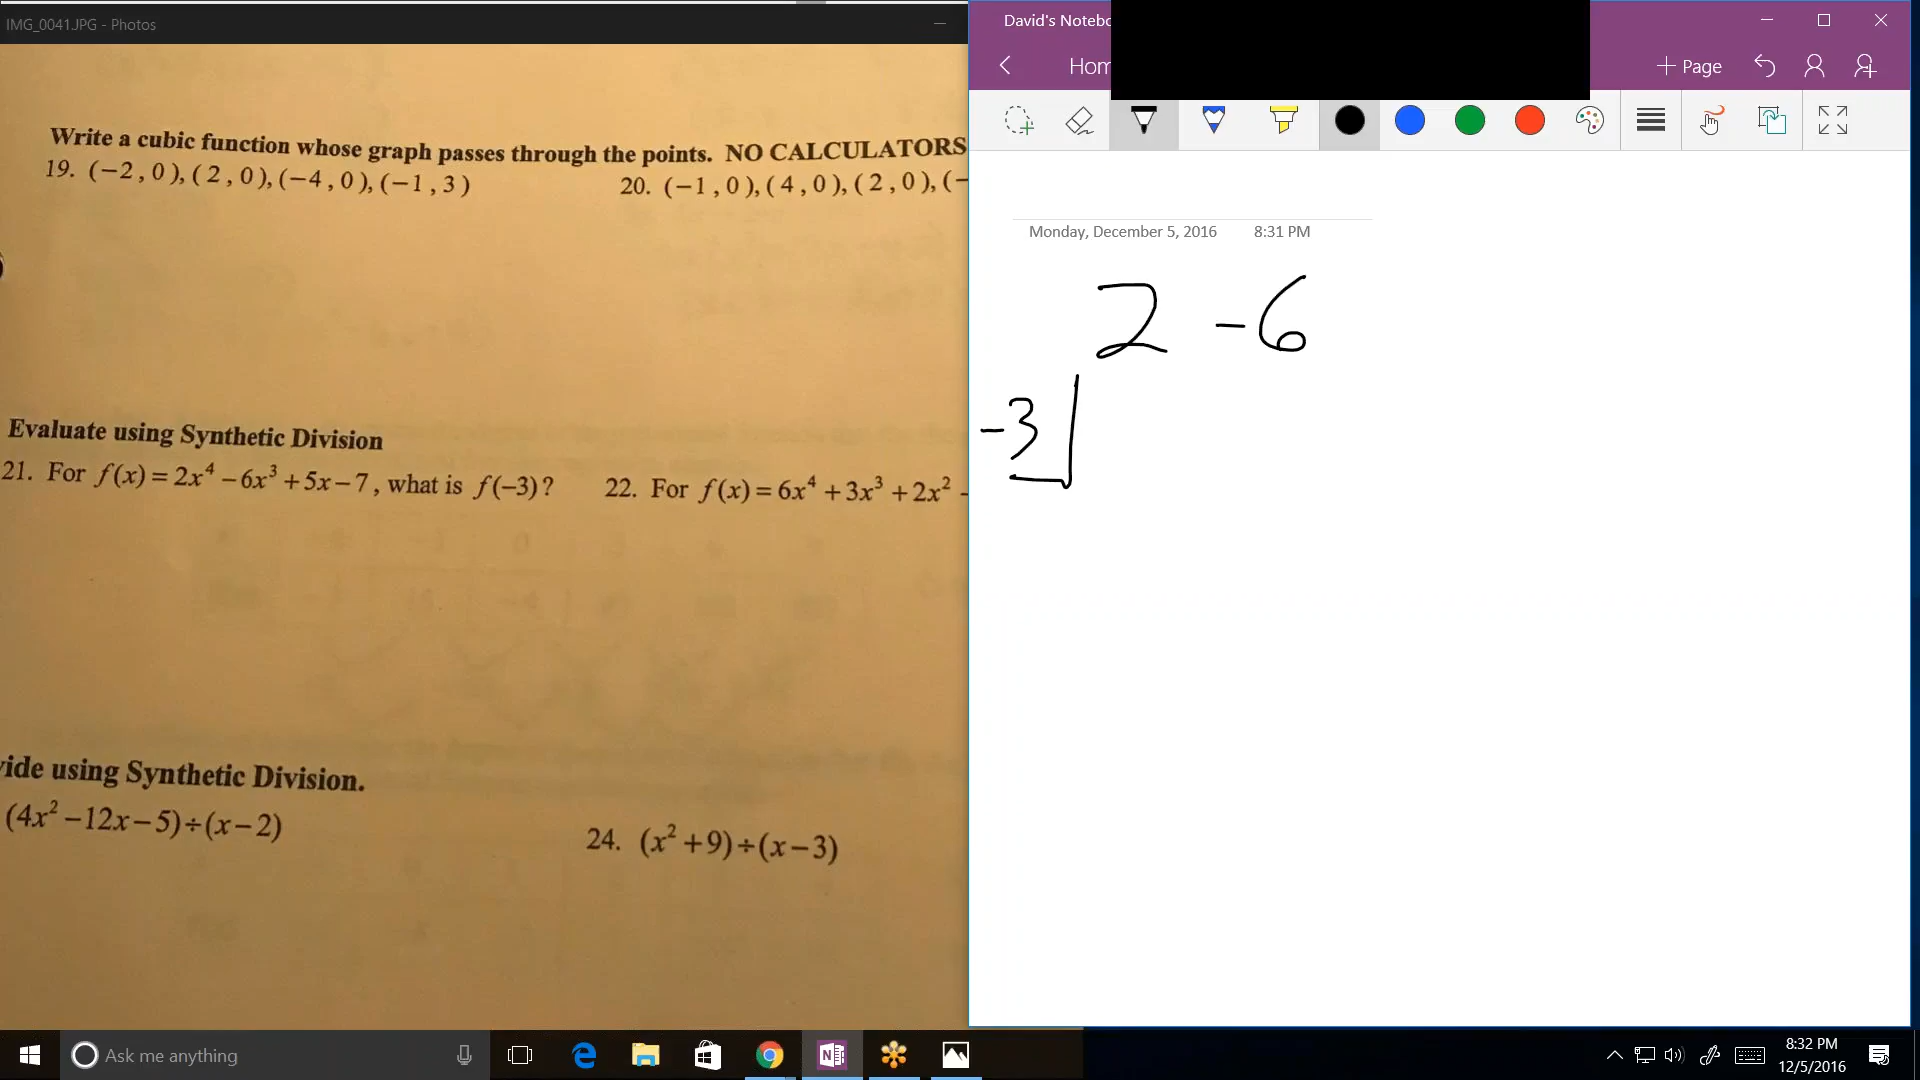 IMG_0041.JPG - Photos
Write a cubic function whose graph passes through the points. NO CALCULATORS
19. (−2 , 0 ), ( 2 , 0 ), (−4 , 0 ), (−1 , 3 )
20. (−1 , 0 ), ( 4 , 0 ), ( 2 , 0 ), (−
Evaluate using Synthetic Division
21. For f(x) = 2x⁴ − 6x³ + 5x − 7 , what is f(−3) ?
22. For f(x) = 6x⁴ + 3x³ + 2x² −
vide using Synthetic Division.
(4x² − 12x − 5) ÷ (x − 2)
24. (x² + 9) ÷ (x − 3)
David's Notebo
Hom
Page
Monday, December 5, 2016 8:31 PM
2 -6
-3
Ask me anything
8:32 PM
12/5/2016